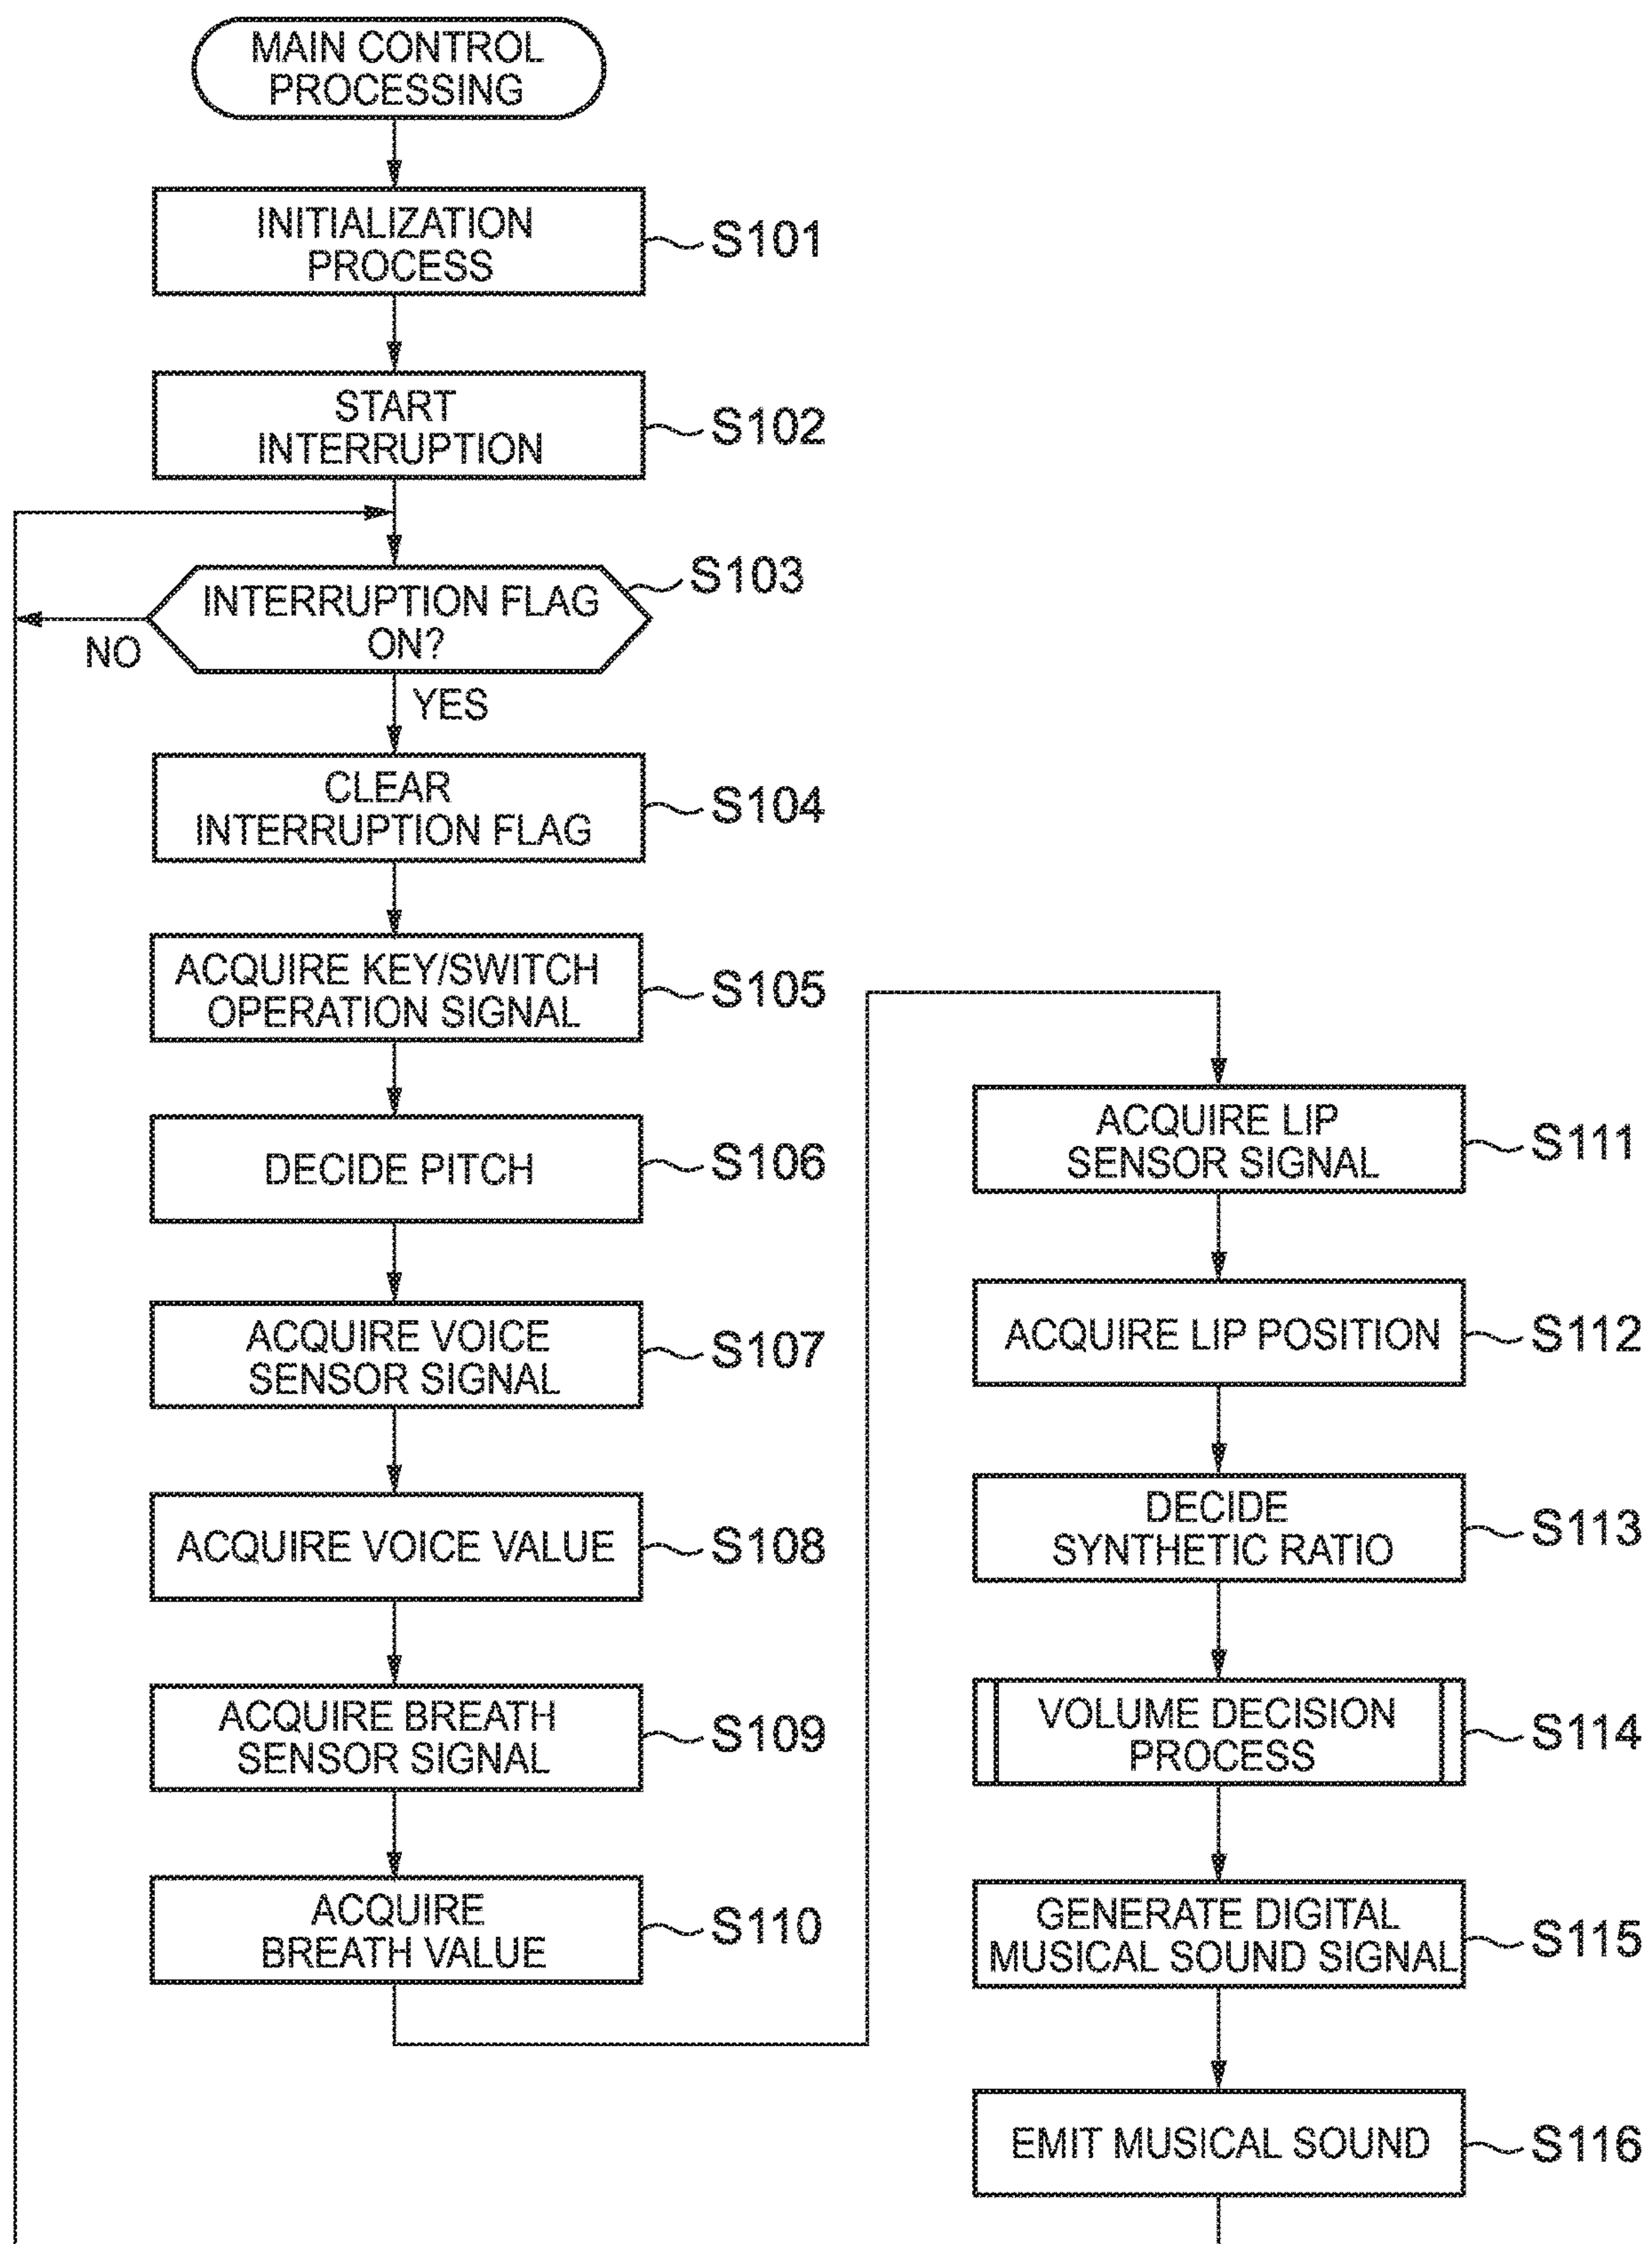 MAIN CONTROL
PROCESSING
INITIALIZATION
PROCESS
S101
START
INTERRUPTION
S102
INTERRUPTION FLAG
ON?
S103
NO
YES
CLEAR
INTERRUPTION FLAG
S104
ACQUIRE KEY/SWITCH
OPERATION SIGNAL
S105
DECIDE PITCH
S106
ACQUIRE VOICE
SENSOR SIGNAL
S107
ACQUIRE VOICE VALUE
S108
ACQUIRE BREATH
SENSOR SIGNAL
S109
ACQUIRE
BREATH VALUE
S110
ACQUIRE LIP
SENSOR SIGNAL
S111
ACQUIRE LIP POSITION
S112
DECIDE
SYNTHETIC RATIO
S113
VOLUME DECISION
PROCESS
S114
GENERATE DIGITAL
MUSICAL SOUND SIGNAL
S115
EMIT MUSICAL SOUND
S116